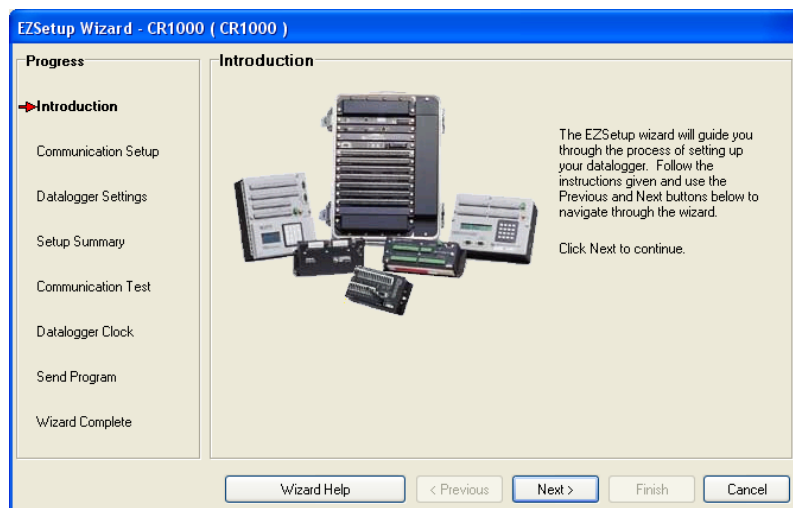 EZSetup Wizard - CR1000 ( CR1000 )
Progress
Introduction
Communication Setup
Datalogger Settings
Setup Summary
Communication Test
Datalogger Clock
Send Program
Wizard Complete
Introduction
The EZSetup wizard will guide you
through the process of setting up
your datalogger. Follow the
instructions given and use the
Previous and Next buttons below to
navigate through the wizard.
Click Next to continue.
Wizard Help
< Previous
Next >
Finish
Cancel